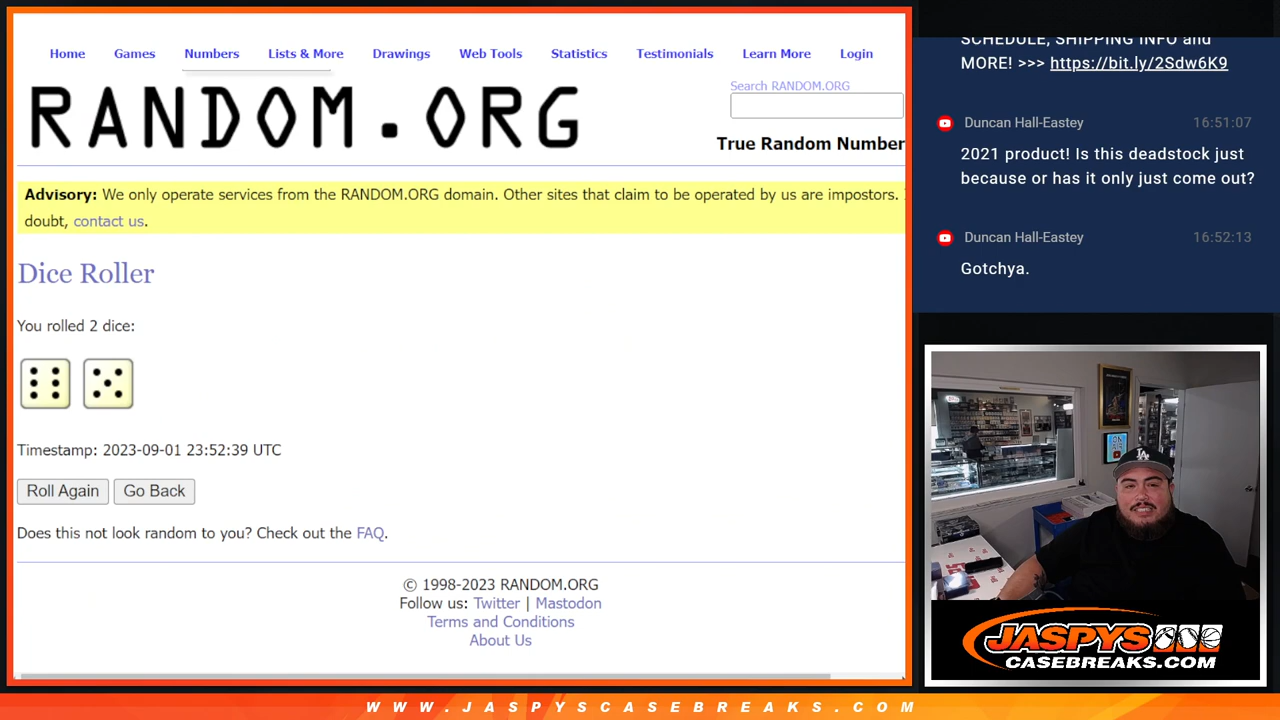 Home Games Numbers Lists & More Drawings Web Tools Statistics Testimonials Learn More Login
RANDOM.ORG
Search RANDOM.ORG
True Random Number
Advisory: We only operate services from the RANDOM.ORG domain. Other sites that claim to be operated by us are impostors.
doubt, contact us.
Dice Roller
You rolled 2 dice:
Timestamp: 2023-09-01 23:52:39 UTC
Roll Again Go Back
Does this not look random to you? Check out the FAQ.
© 1998-2023 RANDOM.ORG
Follow us: Twitter | Mastodon
Terms and Conditions
About Us
SCHEDULE, SHIPPING INFO and
MORE! >>> https://bit.ly/2Sdw6K9
Duncan Hall-Eastey 16:51:07
2021 product! Is this deadstock just
because or has it only just come out?
Duncan Hall-Eastey 16:52:13
Gotchya.
LA
JASPYS
CASEBREAKS.COM
WWW.JASPYSCASEBREAKS.COM